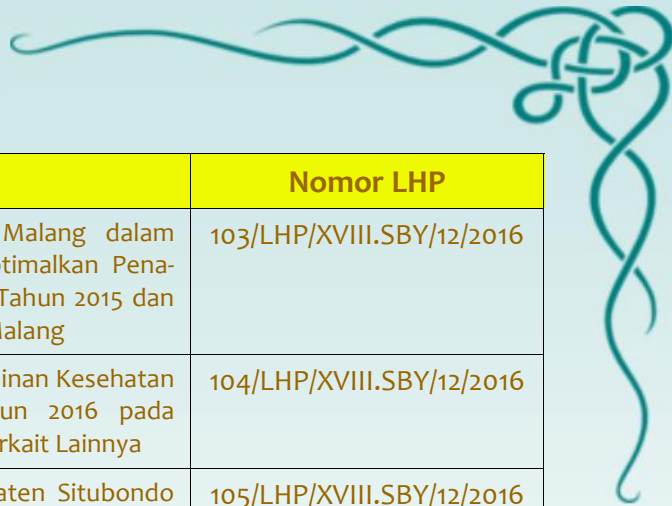 Nomor LHP
Malang dalam 103/LHP/XVIII.SBY/12/2016
timalkan Pena-
Tahun 2015 dan
Malang
inan Kesehatan 104/LHP/XVIII.SBY/12/2016
un 2016 pada
rkait Lainnya
aten Situbondo 105/LHP/XVIII.SBY/12/2016